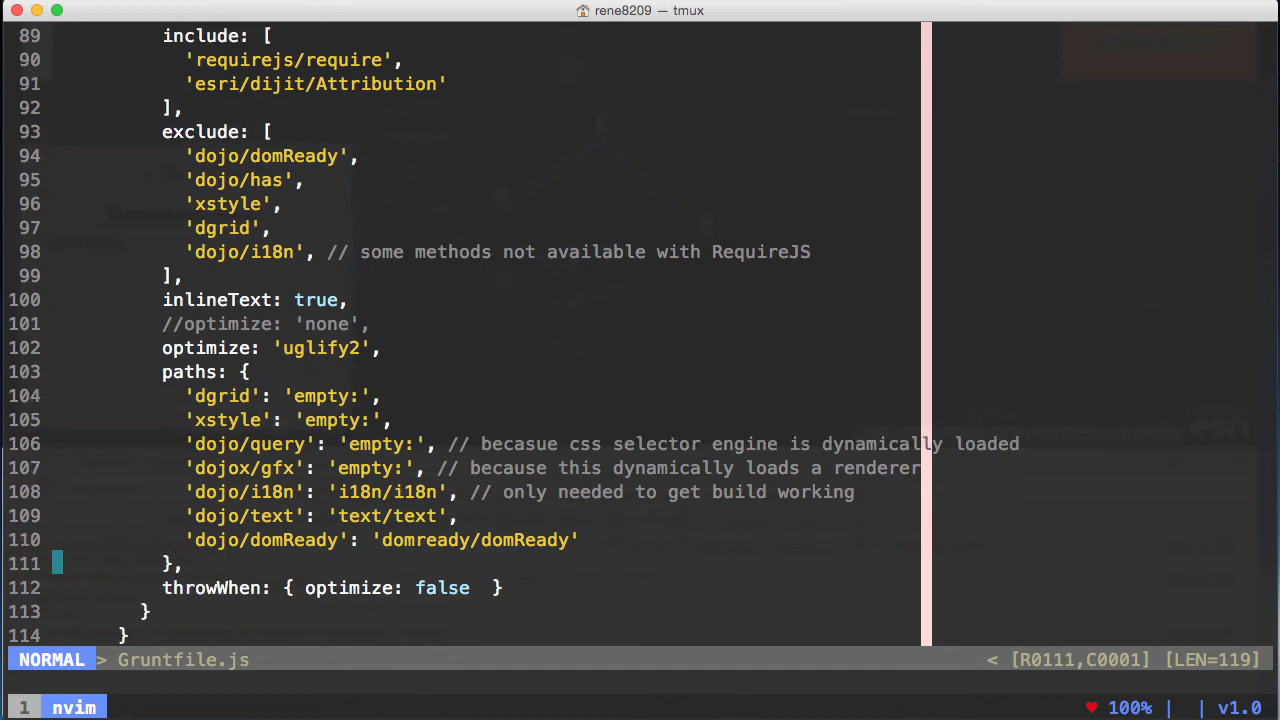 rene8209 — tmux
89 include: [
90 'requirejs/require',
91 'esri/dijit/Attribution'
92 ],
93 exclude: [
94 'dojo/domReady',
95 'dojo/has',
96 'xstyle',
97 'dgrid',
98 'dojo/i18n', // some methods not available with RequireJS
99 ],
100 inlineText: true,
101 //optimize: 'none',
102 optimize: 'uglify2',
103 paths: {
104 'dgrid': 'empty:',
105 'xstyle': 'empty:',
106 'dojo/query': 'empty:', // becasue css selector engine is dynamically loaded
107 'dojox/gfx': 'empty:', // because this dynamically loads a renderer
108 'dojo/i18n': 'i18n/i18n', // only needed to get build working
109 'dojo/text': 'text/text',
110 'dojo/domReady': 'domready/domReady'
111 },
112 throwWhen: { optimize: false  }
113 }
114 }
NORMAL > Gruntfile.js < [R0111,C0001] [LEN=119]
1 nvim ♥ 100% | | v1.0